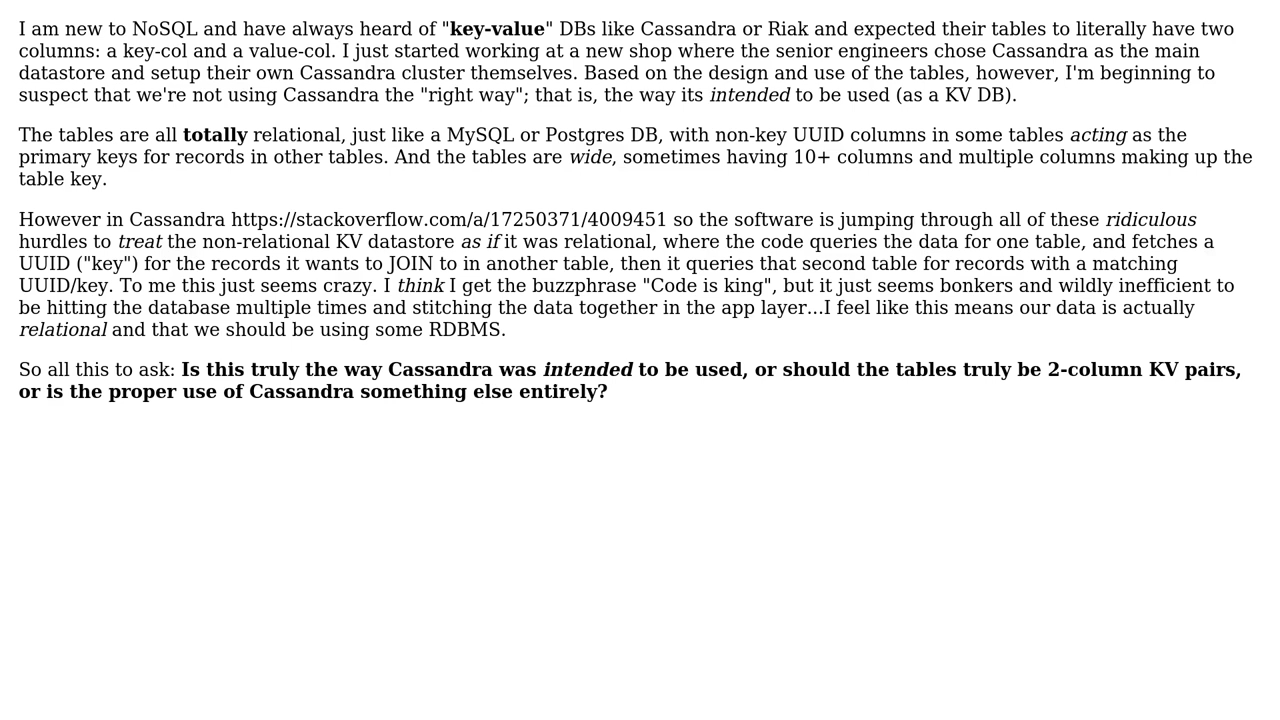 I am new to NoSQL and have always heard of "key-value" DBs like Cassandra or Riak and expected their tables to literally have two
columns: a key-col and a value-col. I just started working at a new shop where the senior engineers chose Cassandra as the main
datastore and setup their own Cassandra cluster themselves. Based on the design and use of the tables, however, I'm beginning to
suspect that we're not using Cassandra the "right way"; that is, the way its intended to be used (as a KV DB).
The tables are all totally relational, just like a MySQL or Postgres DB, with non-key UUID columns in some tables acting as the
primary keys for records in other tables. And the tables are wide, sometimes having 10+ columns and multiple columns making up the
table key.
However in Cassandra https://stackoverflow.com/a/17250371/4009451 so the software is jumping through all of these ridiculous
hurdles to treat the non-relational KV datastore as if it was relational, where the code queries the data for one table, and fetches a
UUID ("key") for the records it wants to JOIN to in another table, then it queries that second table for records with a matching
UUID/key. To me this just seems crazy. I think I get the buzzphrase "Code is king", but it just seems bonkers and wildly inefficient to
be hitting the database multiple times and stitching the data together in the app layer...I feel like this means our data is actually
relational and that we should be using some RDBMS.
So all this to ask: Is this truly the way Cassandra was intended to be used, or should the tables truly be 2-column KV pairs,
or is the proper use of Cassandra something else entirely?